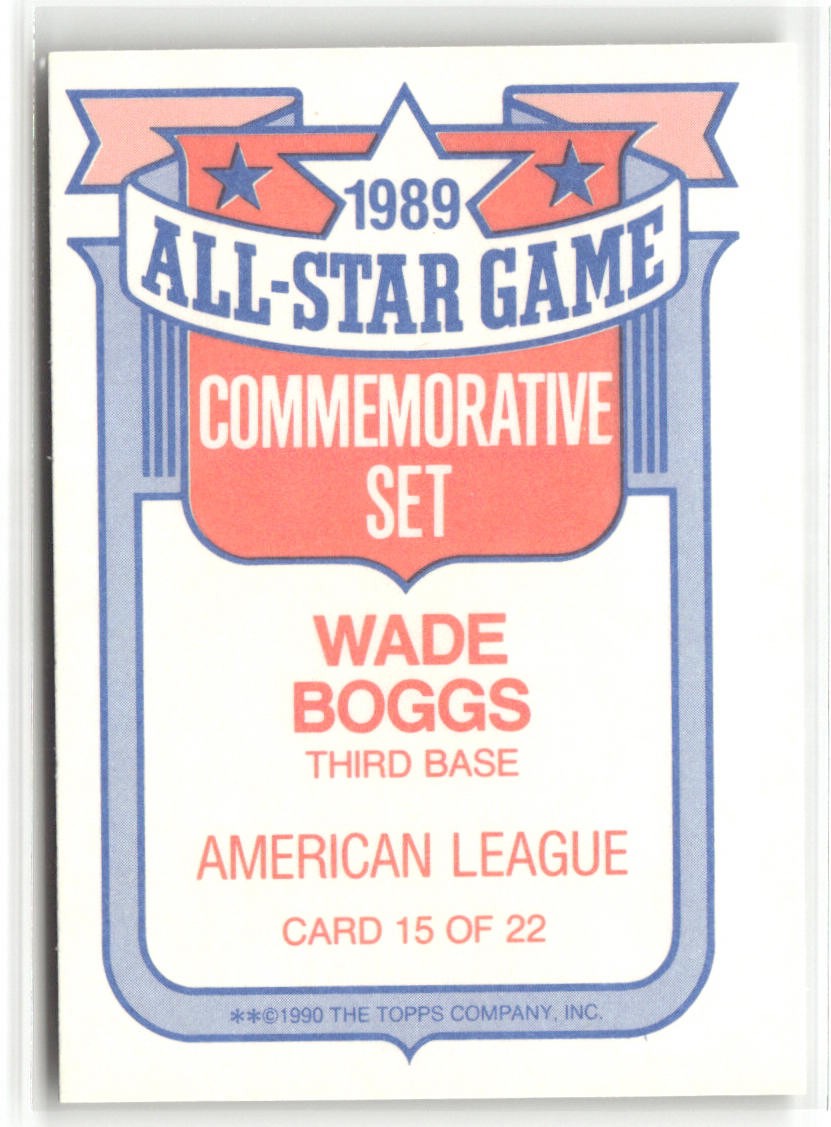 1989
ALL-STAR GAME
COMMEMORATIVE
SET
WADE
BOGGS
THIRD BASE
AMERICAN LEAGUE
CARD 15 OF 22
**©1990 THE TOPPS COMPANY, INC.